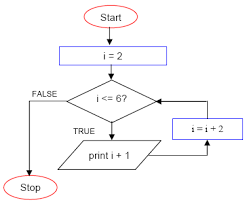 Start
i = 2
i <= 6?
FALSE
TRUE
i = i + 2
print i + 1
Stop